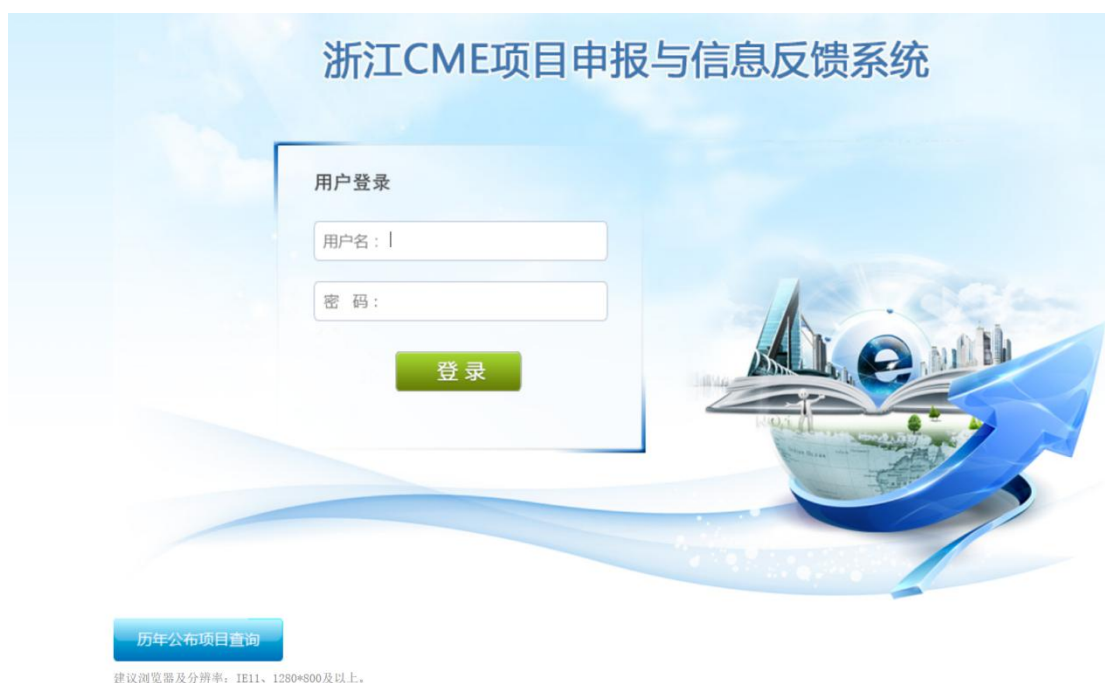 浙江CME项目申报与信息反馈系统
用户登录
用户名：
密 码：
登 录
历年公布项目查询
建议浏览器及分辨率：IE11、1280*800及以上。